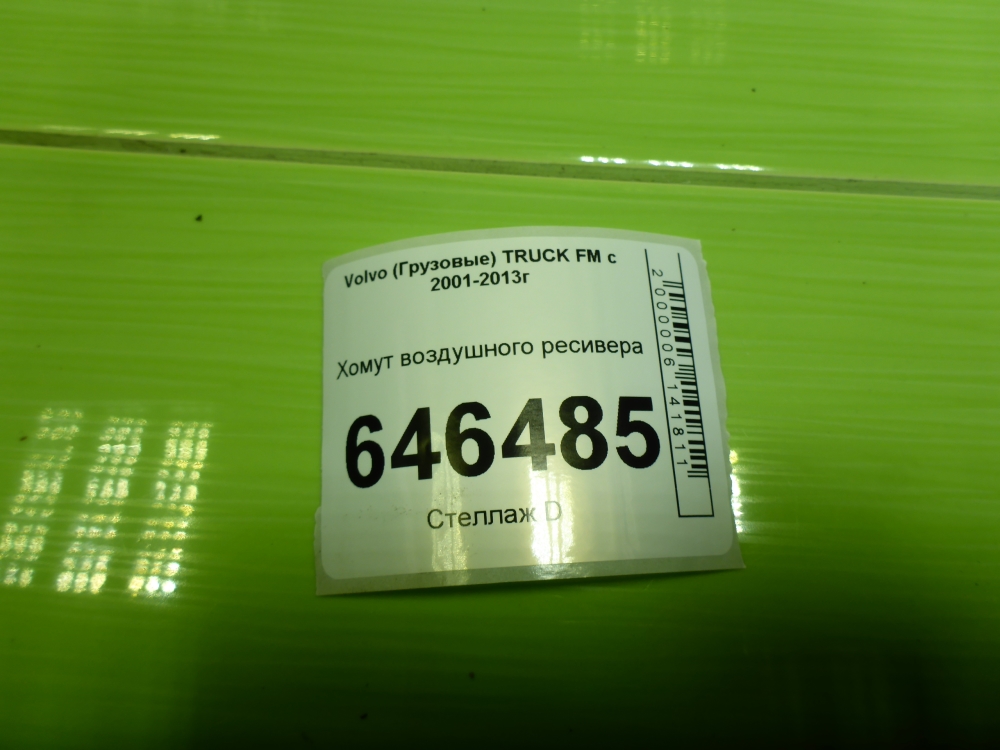 Volvo (Грузовые) TRUCK FM с
2001-2013г
Хомут воздушного ресивера
646485
Стеллаж D
2 000006 141811